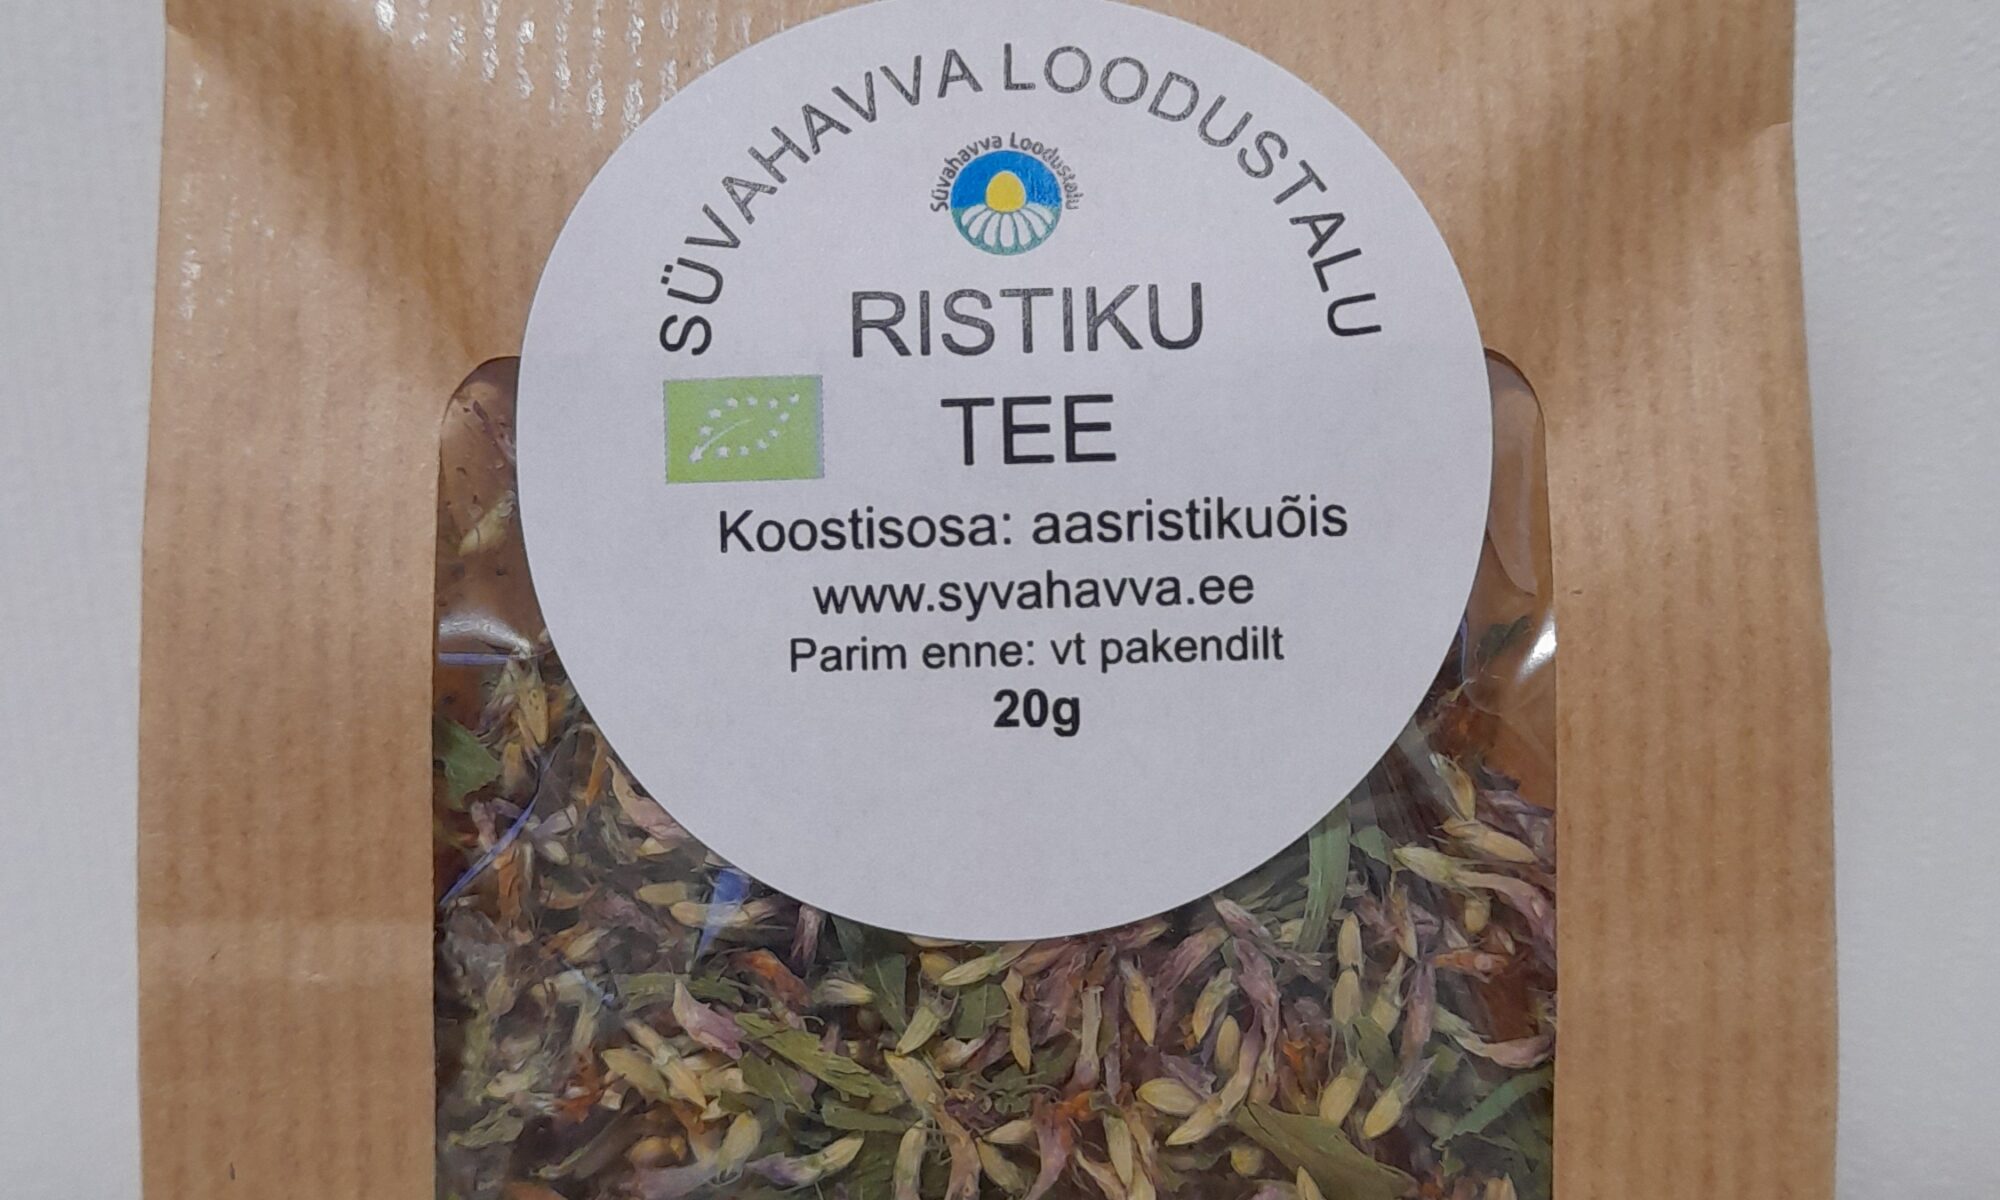 SÜVAHAVVA LOODUSTALU
Süvahavva Loodustalu
RISTIKU
TEE
Koostisosa: aasristikuõis
www.syvahavva.ee
Parim enne: vt pakendilt
20g